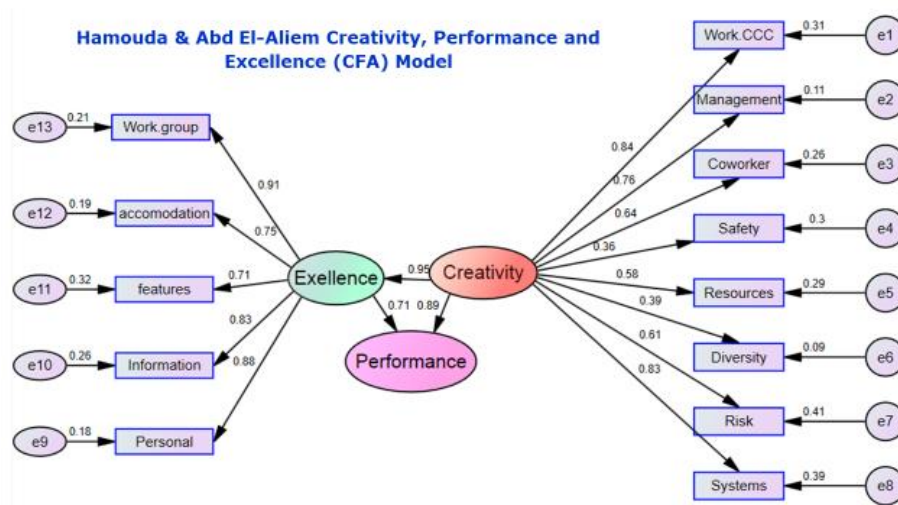 Hamouda & Abd El-Aliem Creativity, Performance and
Excellence (CFA) Model
e13
0.21
Work.group
e12
0.19
accomodation
e11
0.32
features
e10
0.26
Information
e9
0.18
Personal
0.91
0.75
0.71
0.83
0.88
Exellence
0.95
Creativity
0.71
0.89
Performance
0.84
0.76
0.64
0.36
0.58
0.39
0.61
0.83
Work.CCC
0.31
e1
Management
0.11
e2
Coworker
0.26
e3
Safety
0.3
e4
Resources
0.29
e5
Diversity
0.09
e6
Risk
0.41
e7
Systems
0.39
e8